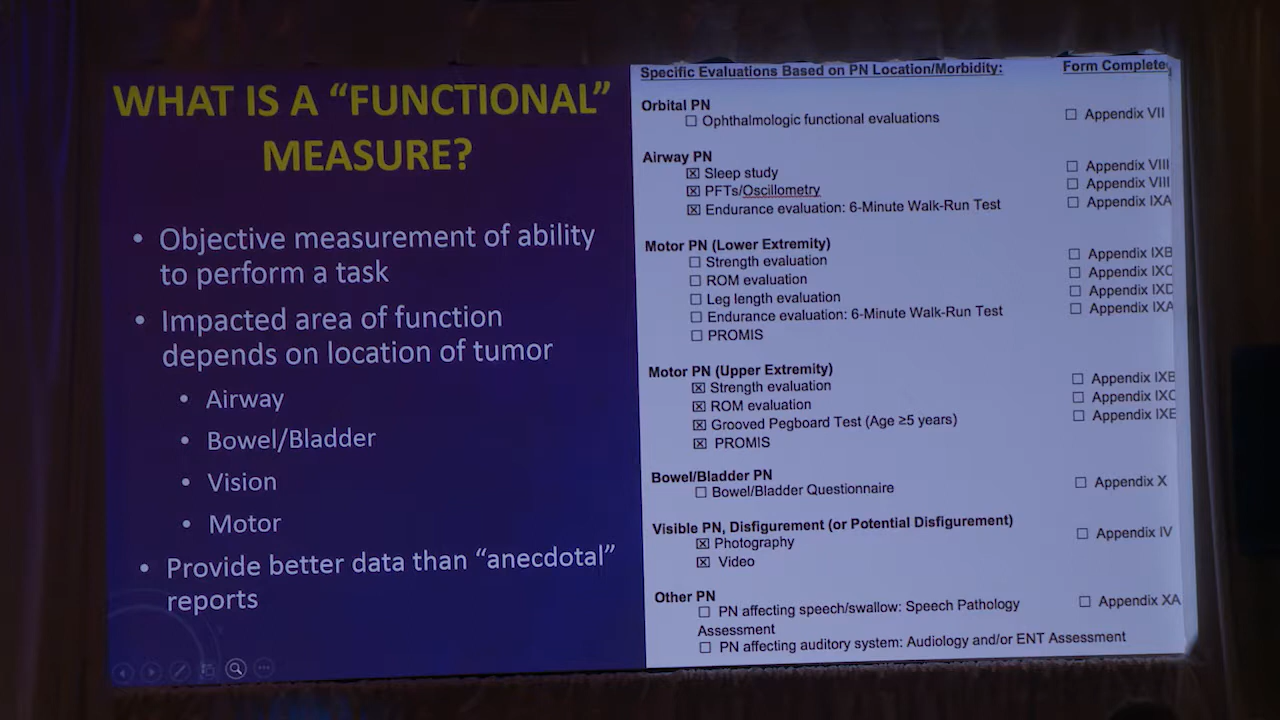 WHAT IS A “FUNCTIONAL”
MEASURE?
• Objective measurement of ability
to perform a task
• Impacted area of function
depends on location of tumor
• Airway
• Bowel/Bladder
• Vision
• Motor
• Provide better data than “anecdotal”
reports
Specific Evaluations Based on PN Location/Morbidity: Form Complete
Orbital PN
☐ Ophthalmologic functional evaluations ☐ Appendix VII
Airway PN
☒ Sleep study ☐ Appendix VIII
☒ PFTs/Oscillometry ☐ Appendix VIII
☒ Endurance evaluation: 6-Minute Walk-Run Test ☐ Appendix IXA
Motor PN (Lower Extremity)
☐ Strength evaluation ☐ Appendix IXB
☐ ROM evaluation ☐ Appendix IXC
☐ Leg length evaluation ☐ Appendix IXD
☐ Endurance evaluation: 6-Minute Walk-Run Test ☐ Appendix IXA
☐ PROMIS
Motor PN (Upper Extremity)
☒ Strength evaluation ☐ Appendix IXB
☒ ROM evaluation ☐ Appendix IXC
☒ Grooved Pegboard Test (Age ≥5 years) ☐ Appendix IXE
☒ PROMIS
Bowel/Bladder PN
☐ Bowel/Bladder Questionnaire ☐ Appendix X
Visible PN, Disfigurement (or Potential Disfigurement)
☒ Photography ☐ Appendix IV
☒ Video
Other PN
☐ PN affecting speech/swallow: Speech Pathology ☐ Appendix XA
Assessment
☐ PN affecting auditory system: Audiology and/or ENT Assessment